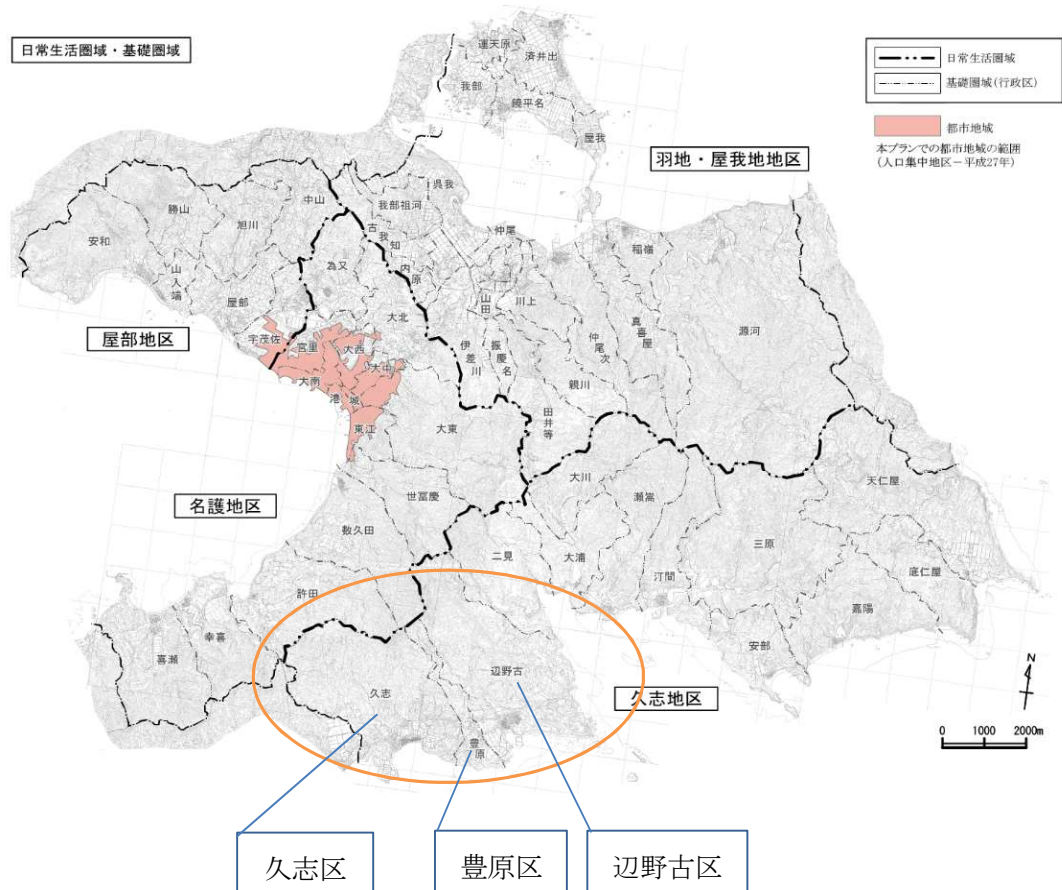 日常生活圏域・基礎圏域
日常生活圏域
基礎圏域(行政区)
都市地域
本プランでの都市地域の範囲
(人口集中地区－平成27年)
運天原
済井出
我部
饒平名
屋我
羽地・屋我地地区
呉我
我部祖河
中山
勝山
旭川
古我知
仲尾
稲嶺
安和
為又
内原
山入端
屋部
山田
川上
真喜屋
源河
大北
仲尾次
屋部地区
宇茂佐
宮里
大西
大中
伊差川
振慶名
親川
大南
港
城
東江
大東
田井等
名護地区
世冨慶
大川
瀬嵩
天仁屋
数久田
二見
大浦
三原
底仁屋
汀間
許田
嘉陽
幸喜
喜瀬
安部
辺野古
久志
久志地区
豊原
N
0 1000 2000m
久志区
豊原区
辺野古区